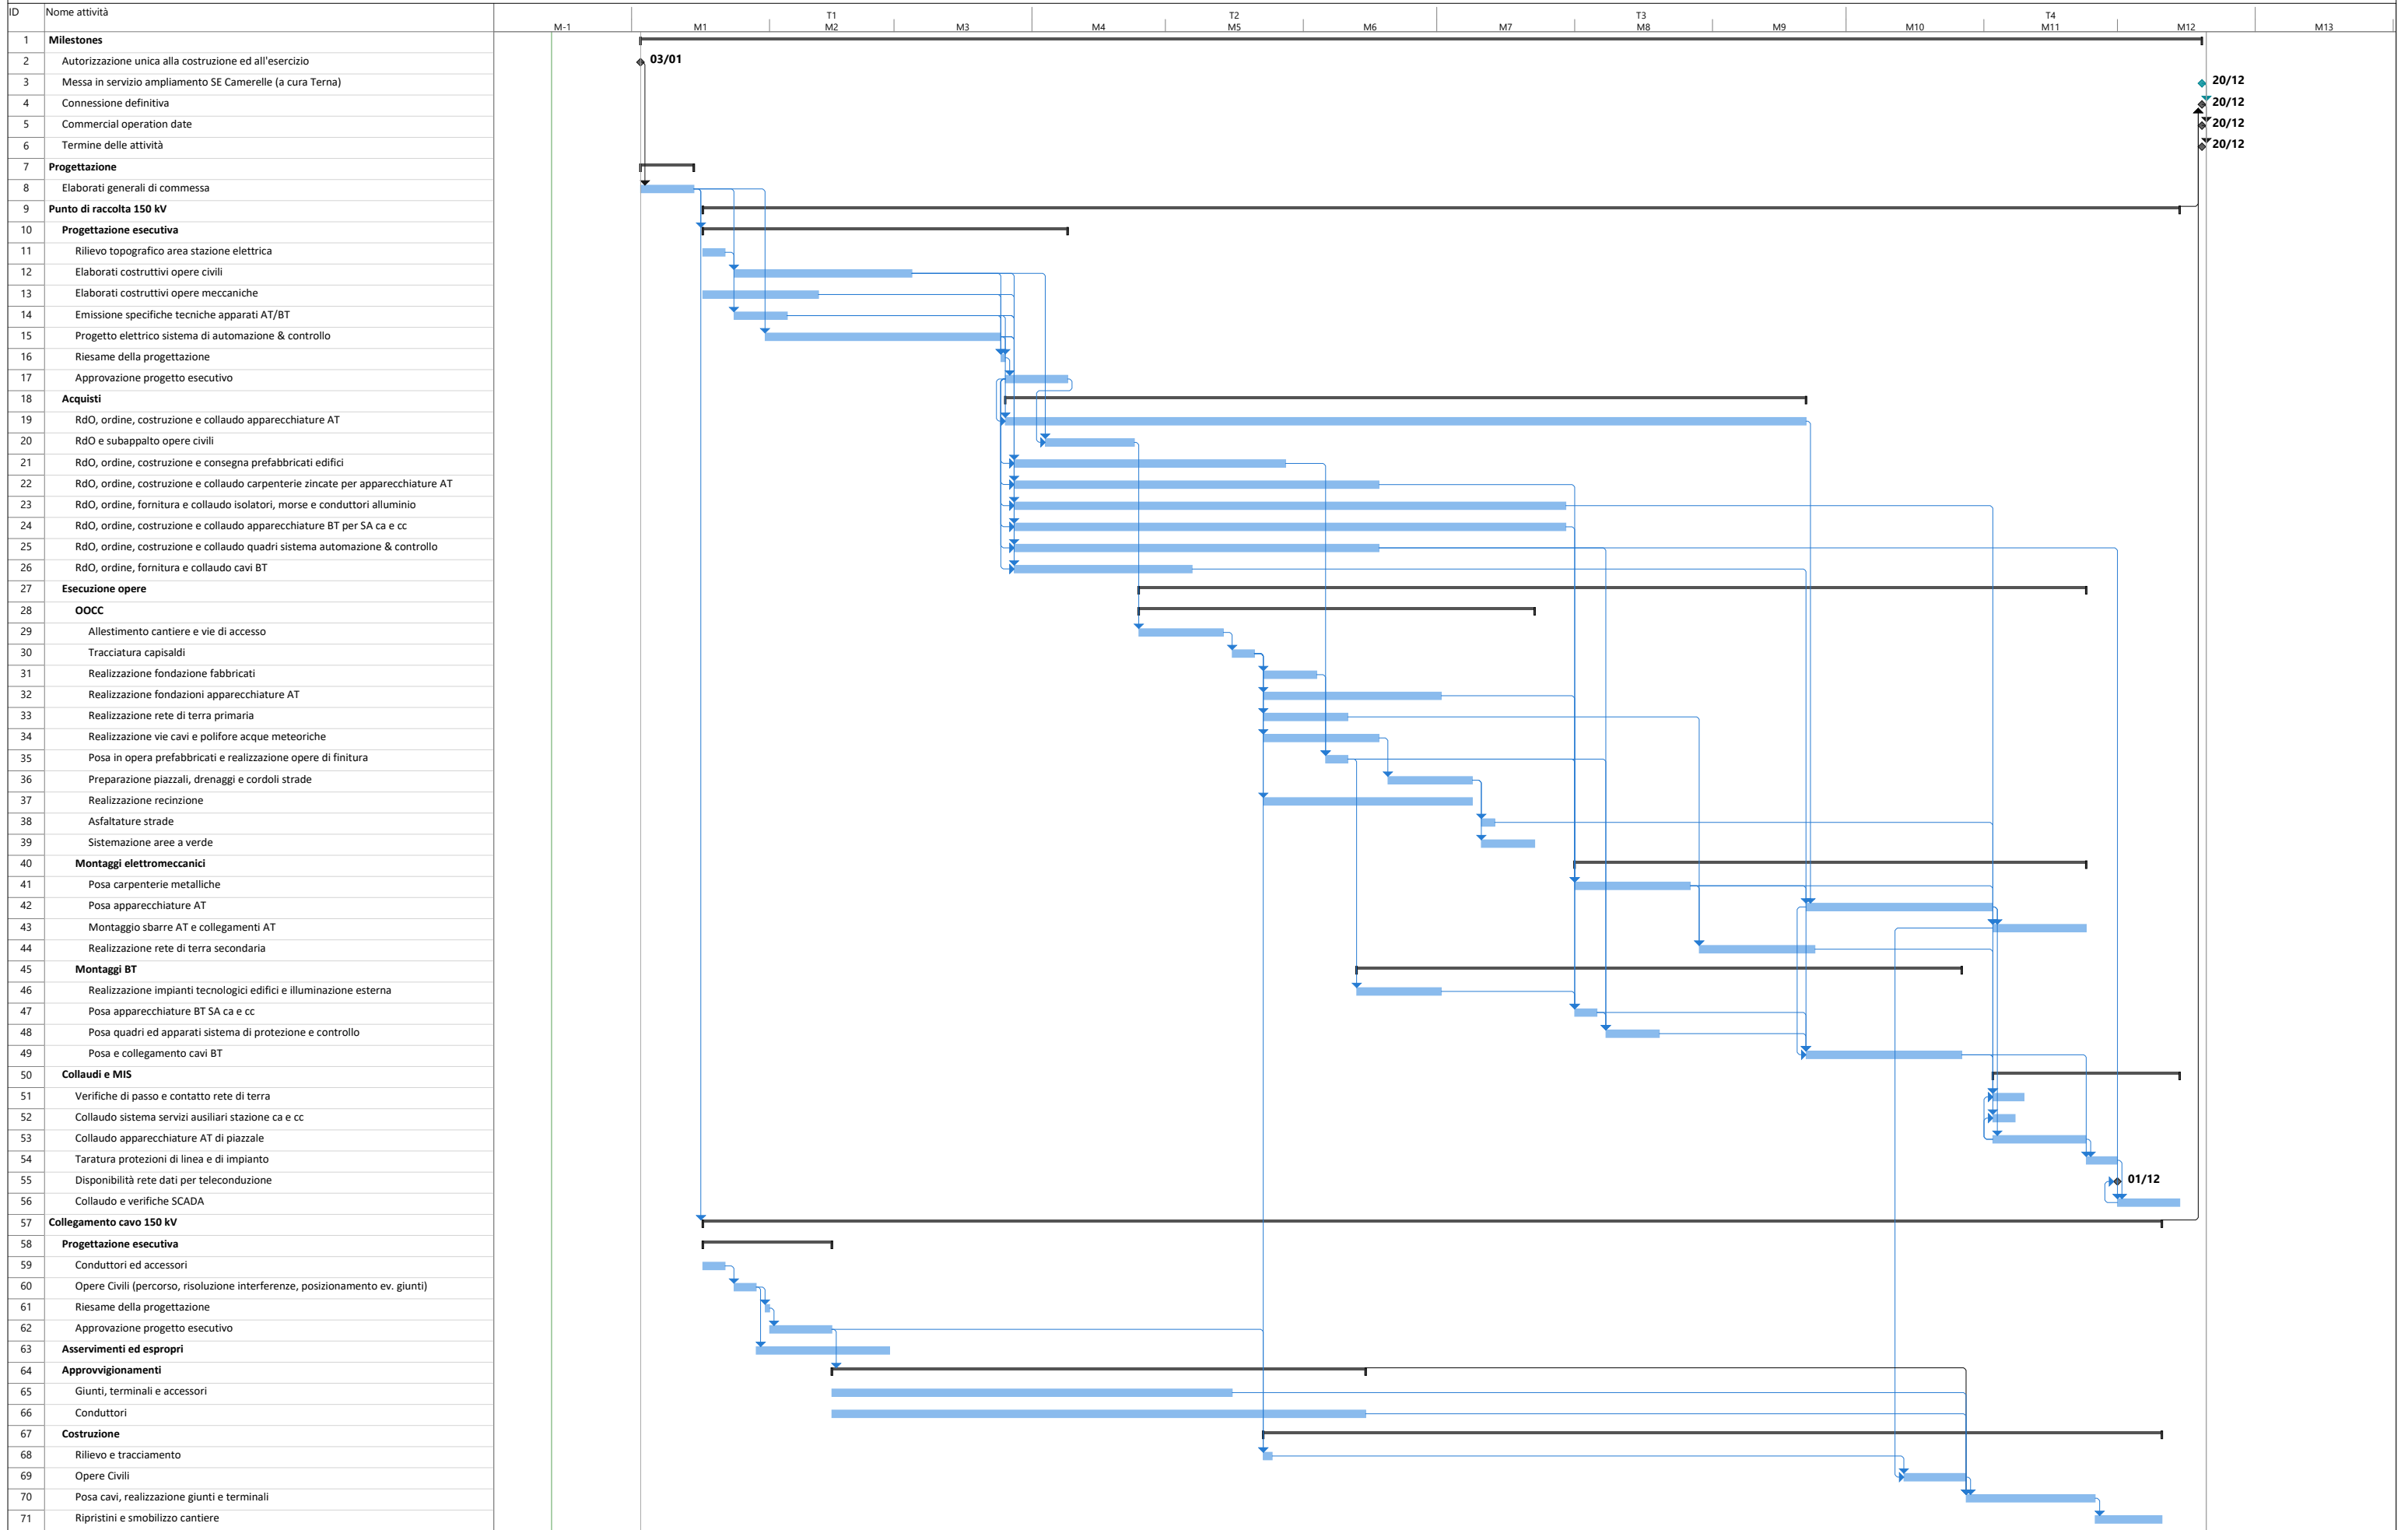 ID Nome attività T1 T2 T3 T4
M-1 M1 M2 M3 M4 M5 M6 M7 M8 M9 M10 M11 M12 M13
1 Milestones
2 Autorizzazione unica alla costruzione ed all'esercizio 03/01
3 Messa in servizio ampliamento SE Camerelle (a cura Terna) 20/12
4 Connessione definitiva 20/12
5 Commercial operation date 20/12
6 Termine delle attività 20/12
7 Progettazione
8 Elaborati generali di commessa
9 Punto di raccolta 150 kV
10 Progettazione esecutiva
11 Rilievo topografico area stazione elettrica
12 Elaborati costruttivi opere civili
13 Elaborati costruttivi opere meccaniche
14 Emissione specifiche tecniche apparati AT/BT
15 Progetto elettrico sistema di automazione & controllo
16 Riesame della progettazione
17 Approvazione progetto esecutivo
18 Acquisti
19 RdO, ordine, costruzione e collaudo apparecchiature AT
20 RdO e subappalto opere civili
21 RdO, ordine, costruzione e consegna prefabbricati edifici
22 RdO, ordine, costruzione e collaudo carpenterie zincate per apparecchiature AT
23 RdO, ordine, fornitura e collaudo isolatori, morse e conduttori alluminio
24 RdO, ordine, costruzione e collaudo apparecchiature BT per SA ca e cc
25 RdO, ordine, costruzione e collaudo quadri sistema automazione & controllo
26 RdO, ordine, fornitura e collaudo cavi BT
27 Esecuzione opere
28 OOCC
29 Allestimento cantiere e vie di accesso
30 Tracciatura capisaldi
31 Realizzazione fondazione fabbricati
32 Realizzazione fondazioni apparecchiature AT
33 Realizzazione rete di terra primaria
34 Realizzazione vie cavi e polifore acque meteoriche
35 Posa in opera prefabbricati e realizzazione opere di finitura
36 Preparazione piazzali, drenaggi e cordoli strade
37 Realizzazione recinzione
38 Asfaltature strade
39 Sistemazione aree a verde
40 Montaggi elettromeccanici
41 Posa carpenterie metalliche
42 Posa apparecchiature AT
43 Montaggio sbarre AT e collegamenti AT
44 Realizzazione rete di terra secondaria
45 Montaggi BT
46 Realizzazione impianti tecnologici edifici e illuminazione esterna
47 Posa apparecchiature BT SA ca e cc
48 Posa quadri ed apparati sistema di protezione e controllo
49 Posa e collegamento cavi BT
50 Collaudi e MIS
51 Verifiche di passo e contatto rete di terra
52 Collaudo sistema servizi ausiliari stazione ca e cc
53 Collaudo apparecchiature AT di piazzale
54 Taratura protezioni di linea e di impianto
55 Disponibilità rete dati per teleconduzione 01/12
56 Collaudo e verifiche SCADA
57 Collegamento cavo 150 kV
58 Progettazione esecutiva
59 Conduttori ed accessori
60 Opere Civili (percorso, risoluzione interferenze, posizionamento ev. giunti)
61 Riesame della progettazione
62 Approvazione progetto esecutivo
63 Asservimenti ed espropri
64 Approvvigionamenti
65 Giunti, terminali e accessori
66 Conduttori
67 Costruzione
68 Rilievo e tracciamento
69 Opere Civili
70 Posa cavi, realizzazione giunti e terminali
71 Ripristini e smobilizzo cantiere